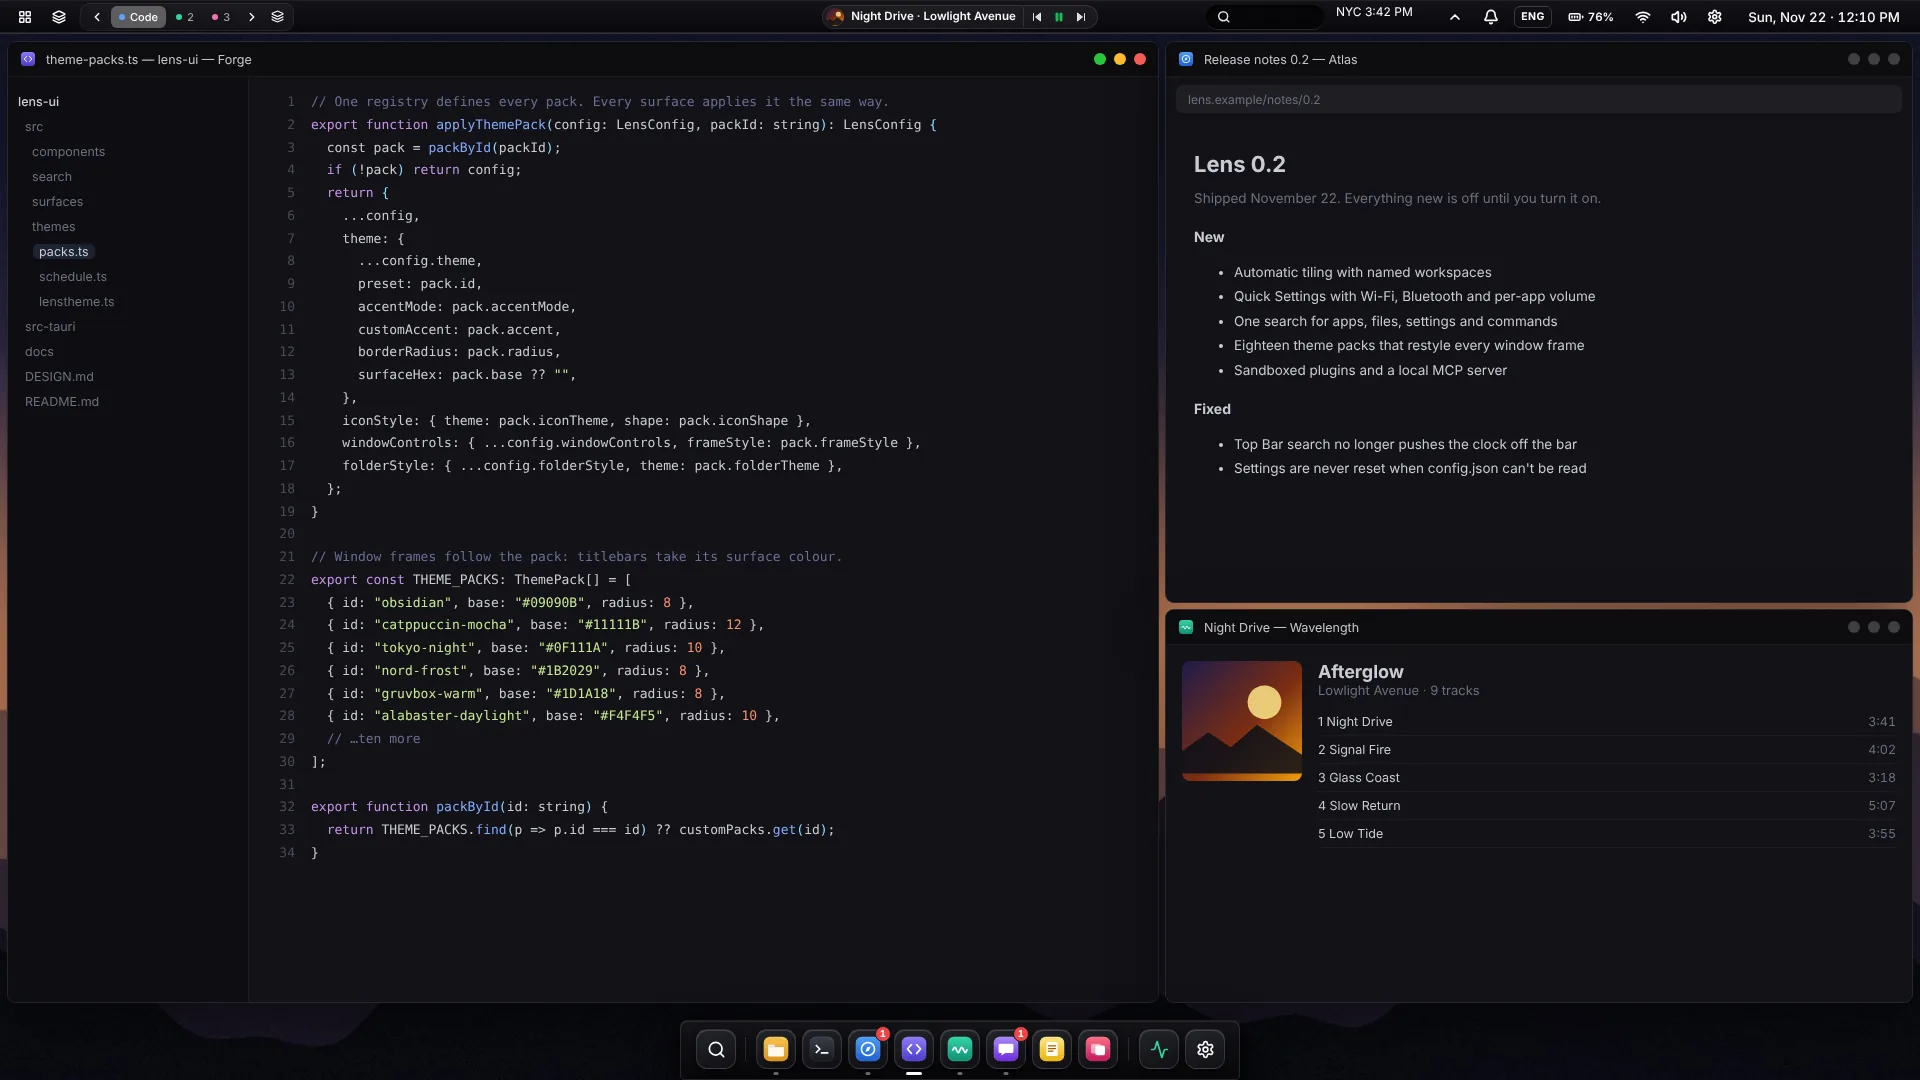 Code
2
3
Night Drive · Lowlight Avenue
NYC 3:42 PM
ENG
76%
Sun, Nov 22 · 12:10 PM
theme-packs.ts — lens-ui — Forge
lens-ui
src
components
search
surfaces
themes
packs.ts
schedule.ts
lenstheme.ts
src-tauri
docs
DESIGN.md
README.md
1 // One registry defines every pack. Every surface applies it the same way.
2 export function applyThemePack(config: LensConfig, packId: string): LensConfig {
3   const pack = packById(packId);
4   if (!pack) return config;
5   return {
6     ...config,
7     theme: {
8       ...config.theme,
9       preset: pack.id,
10       accentMode: pack.accentMode,
11       customAccent: pack.accent,
12       borderRadius: pack.radius,
13       surfaceHex: pack.base ?? "",
14     },
15     iconStyle: { theme: pack.iconTheme, shape: pack.iconShape },
16     windowControls: { ...config.windowControls, frameStyle: pack.frameStyle },
17     folderStyle: { ...config.folderStyle, theme: pack.folderTheme },
18   };
19 }
20
21 // Window frames follow the pack: titlebars take its surface colour.
22 export const THEME_PACKS: ThemePack[] = [
23   { id: "obsidian", base: "#09090B", radius: 8 },
24   { id: "catppuccin-mocha", base: "#11111B", radius: 12 },
25   { id: "tokyo-night", base: "#0F111A", radius: 10 },
26   { id: "nord-frost", base: "#1B2029", radius: 8 },
27   { id: "gruvbox-warm", base: "#1D1A18", radius: 8 },
28   { id: "alabaster-daylight", base: "#F4F4F5", radius: 10 },
29   // …ten more
30 ];
31
32 export function packById(id: string) {
33   return THEME_PACKS.find(p => p.id === id) ?? customPacks.get(id);
34 }
Release notes 0.2 — Atlas
lens.example/notes/0.2
Lens 0.2
Shipped November 22. Everything new is off until you turn it on.
New
• Automatic tiling with named workspaces
• Quick Settings with Wi-Fi, Bluetooth and per-app volume
• One search for apps, files, settings and commands
• Eighteen theme packs that restyle every window frame
• Sandboxed plugins and a local MCP server
Fixed
• Top Bar search no longer pushes the clock off the bar
• Settings are never reset when config.json can't be read
Night Drive — Wavelength
Afterglow
Lowlight Avenue · 9 tracks
1 Night Drive 3:41
2 Signal Fire 4:02
3 Glass Coast 3:18
4 Slow Return 5:07
5 Low Tide 3:55
1
1